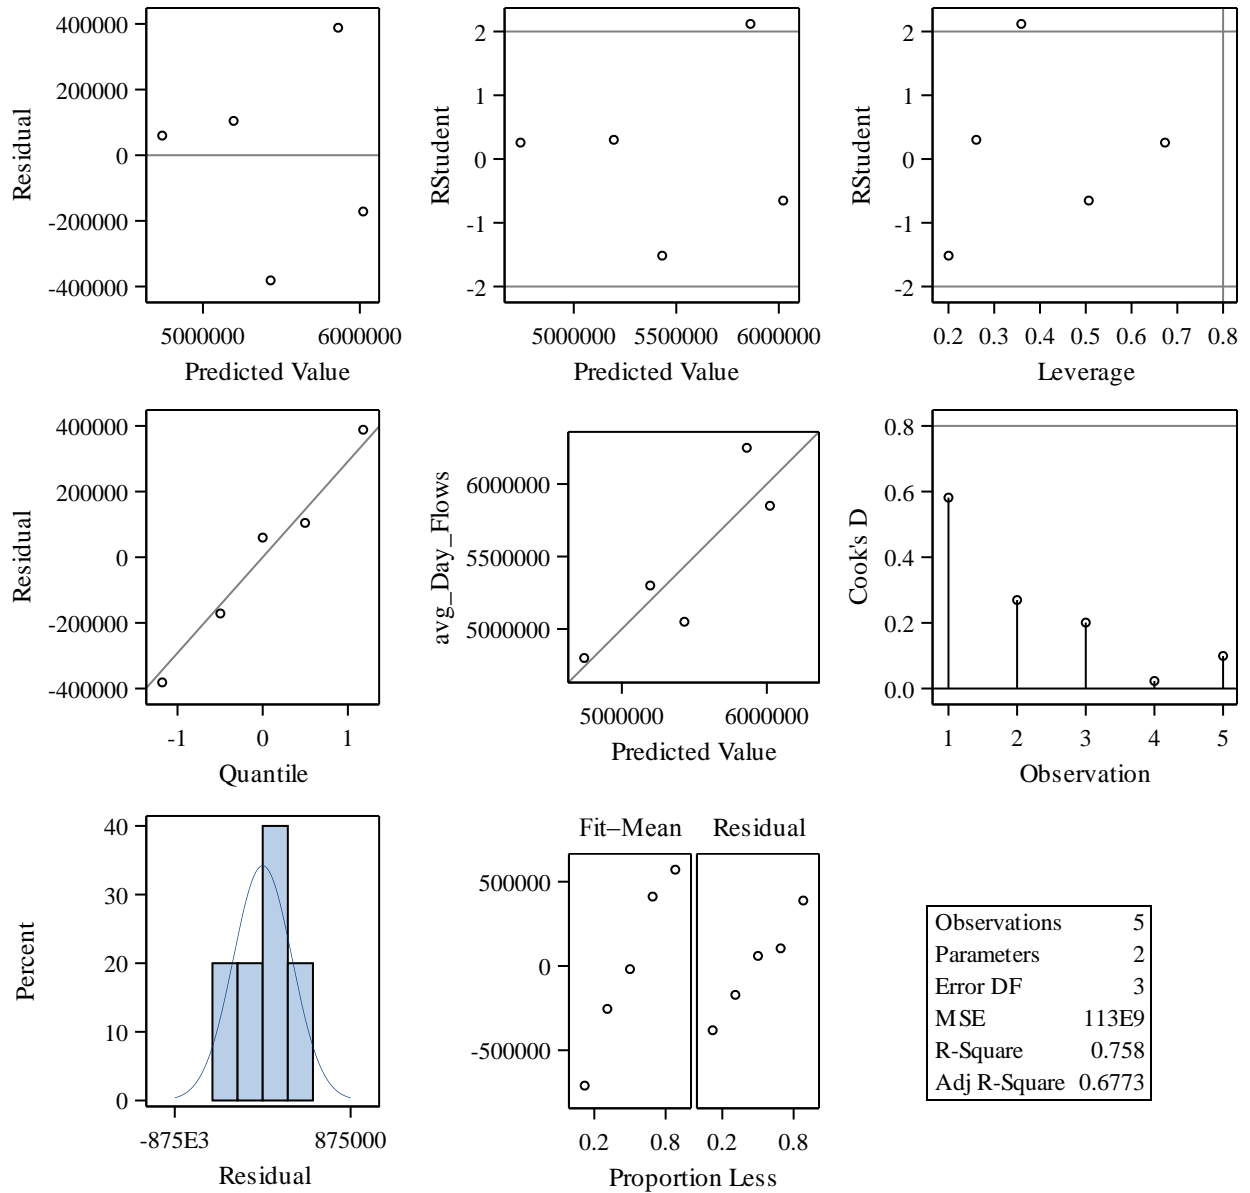 400000
200000
0
-200000
-400000
Residual
5000000 6000000
Predicted Value
2
1
0
-1
-2
RStudent
5000000 5500000 6000000
Predicted Value
2
1
0
-1
-2
RStudent
0.2 0.3 0.4 0.5 0.6 0.7 0.8
Leverage
400000
200000
0
-200000
-400000
Residual
-1 0 1
Quantile
6000000
5500000
5000000
avg_Day_Flows
5000000 6000000
Predicted Value
0.8
0.6
0.4
0.2
0.0
Cook's D
1 2 3 4 5
Observation
40
30
20
10
0
Percent
-875E3 875000
Residual
Fit–Mean Residual
500000
0
-500000
0.2 0.8 0.2 0.8
Proportion Less
Observations 5
Parameters 2
Error DF 3
MSE 113E9
R-Square 0.758
Adj R-Square 0.6773